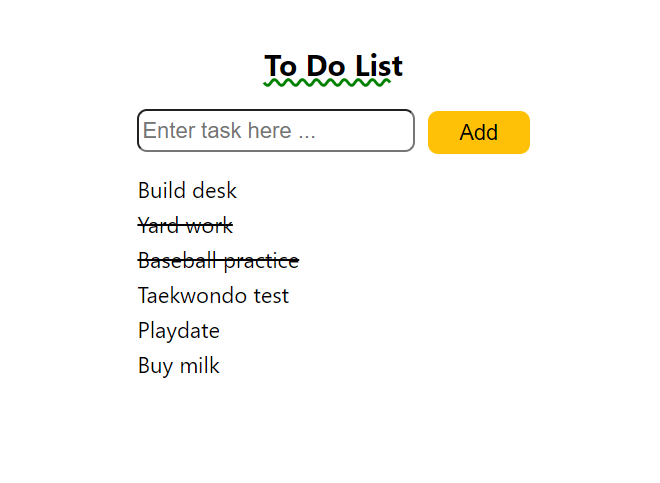 To Do List
Enter task here ...
Add
Build desk
Yard work
Baseball practice
Taekwondo test
Playdate
Buy milk